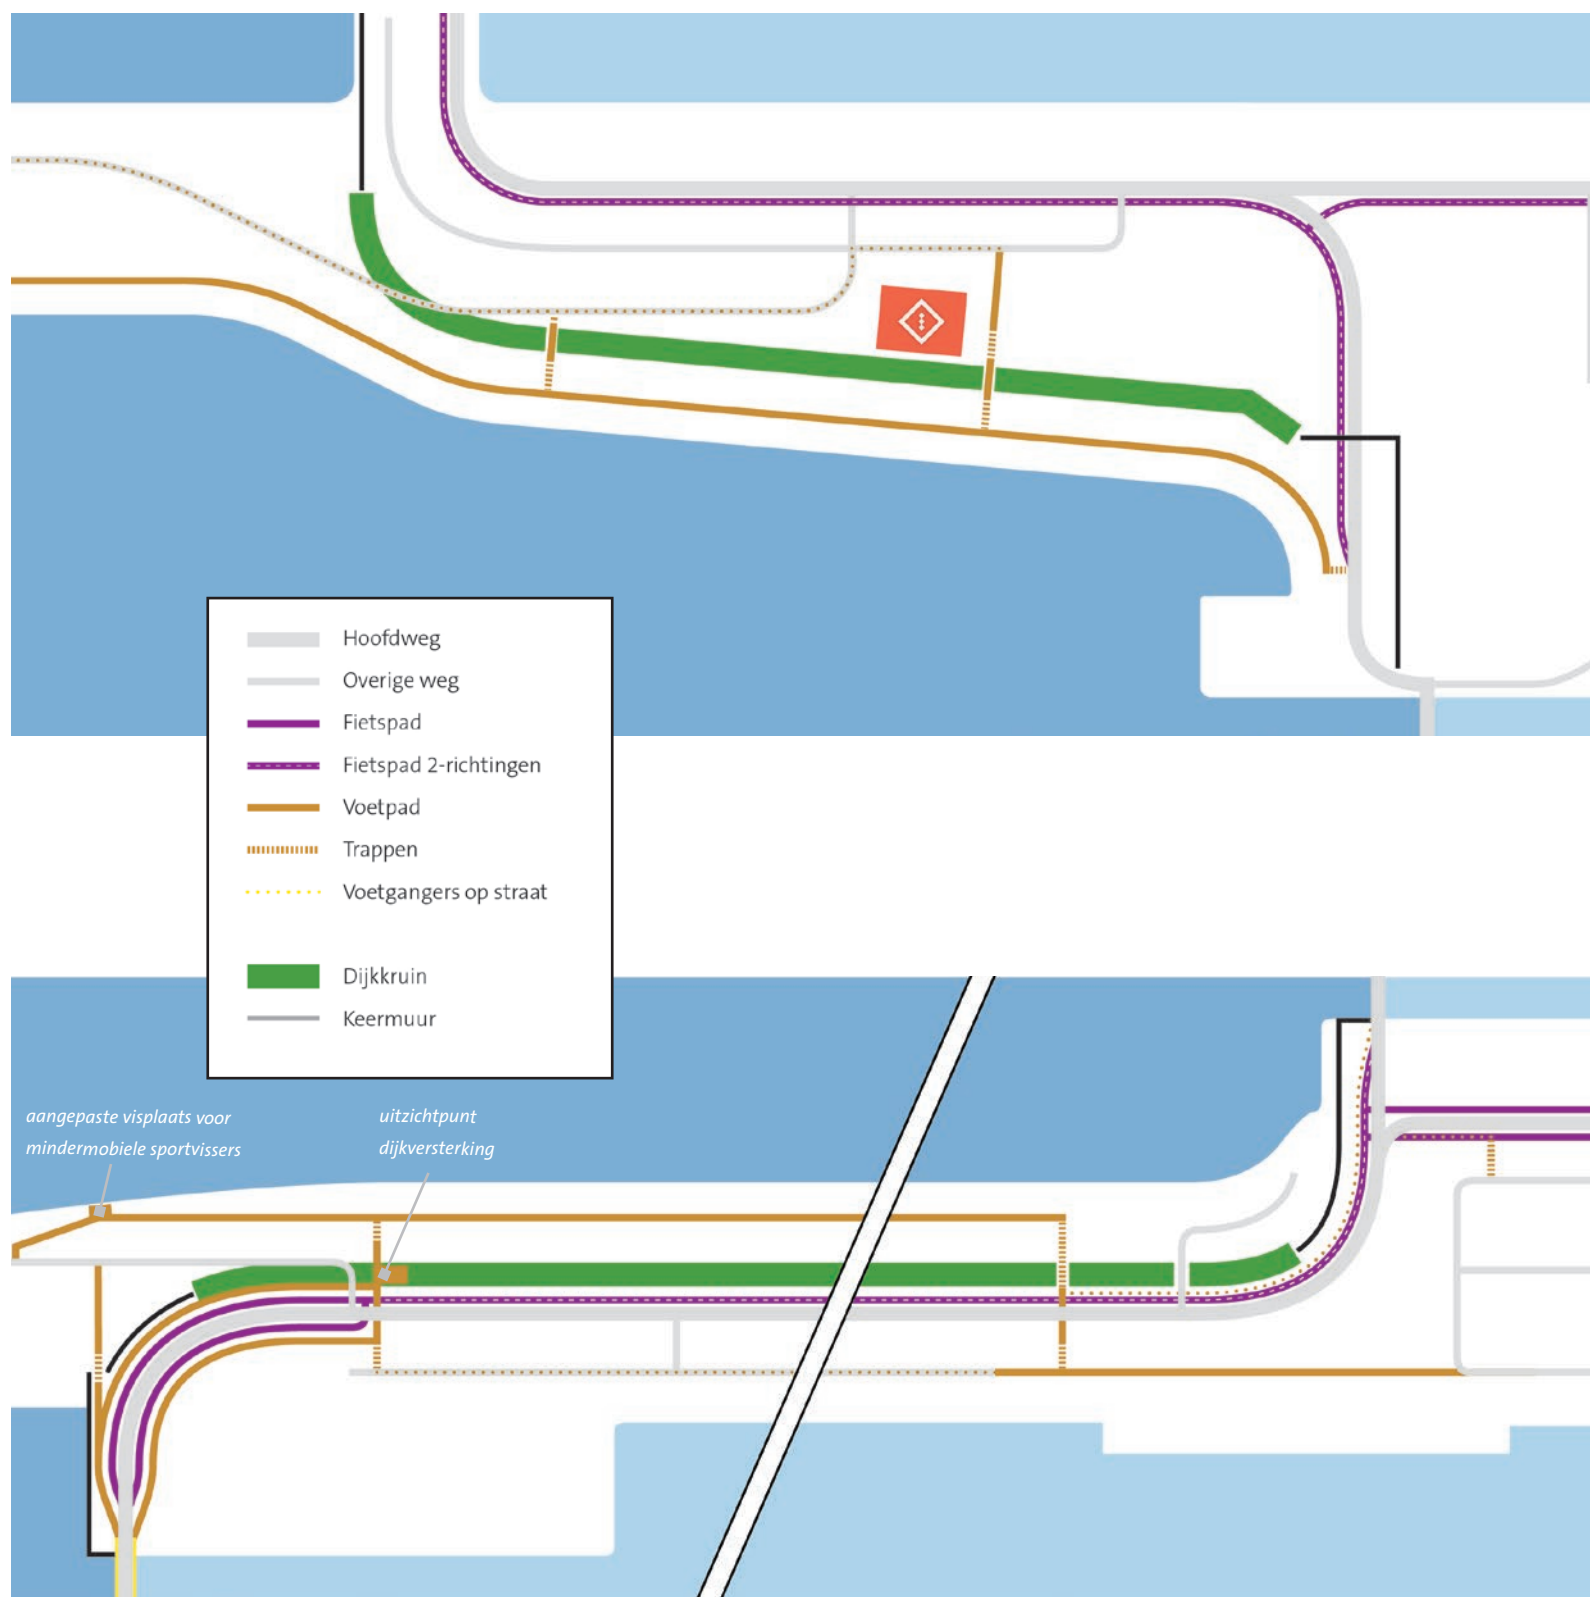 Hoofdweg
Overige weg
Fietspad
Fietspad 2-richtingen
Voetpad
Trappen
Voetgangers op straat
Dijkkruin
Keermuur
aangepaste visplaats voor
mindermobiele sportvissers
uitzichtpunt
dijkversterking